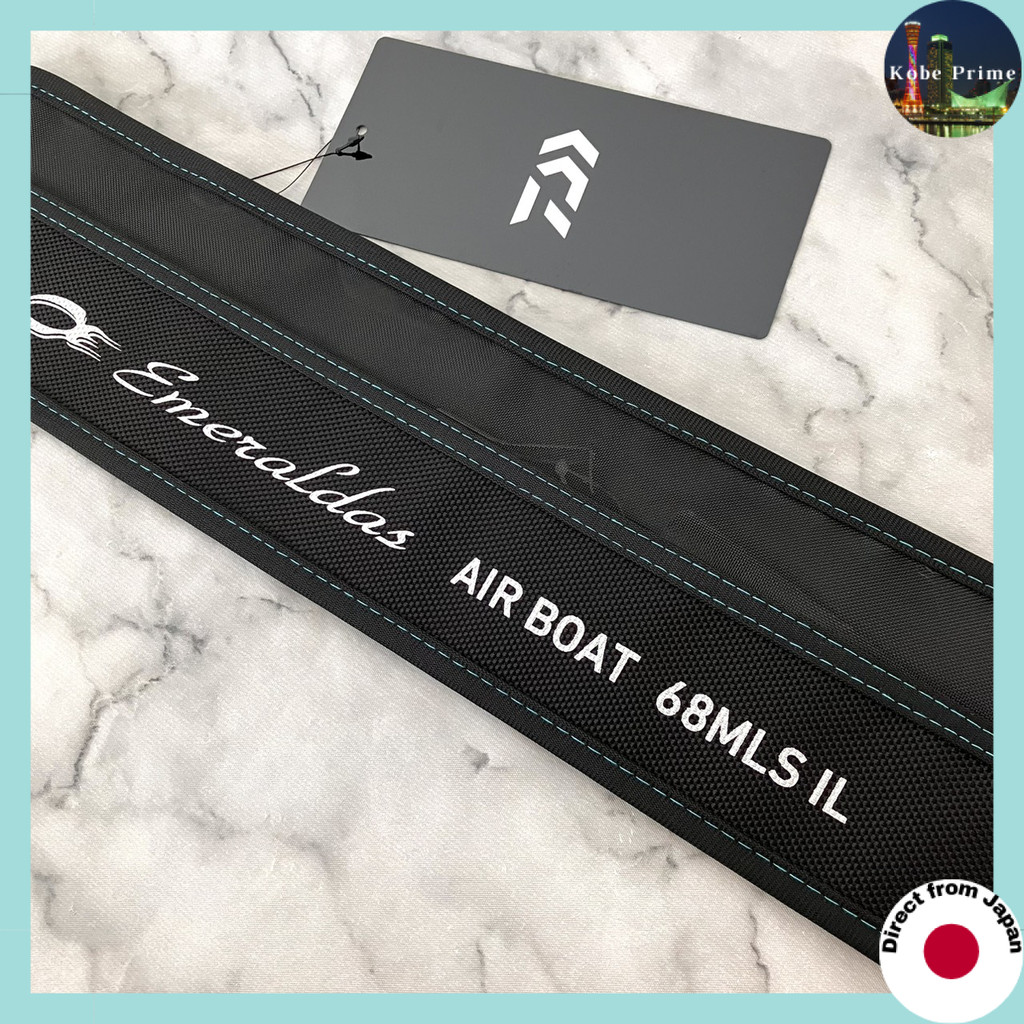 Kobe Prime
Emeraldas
AIR BOAT 68MLS IL
Direct from Japan